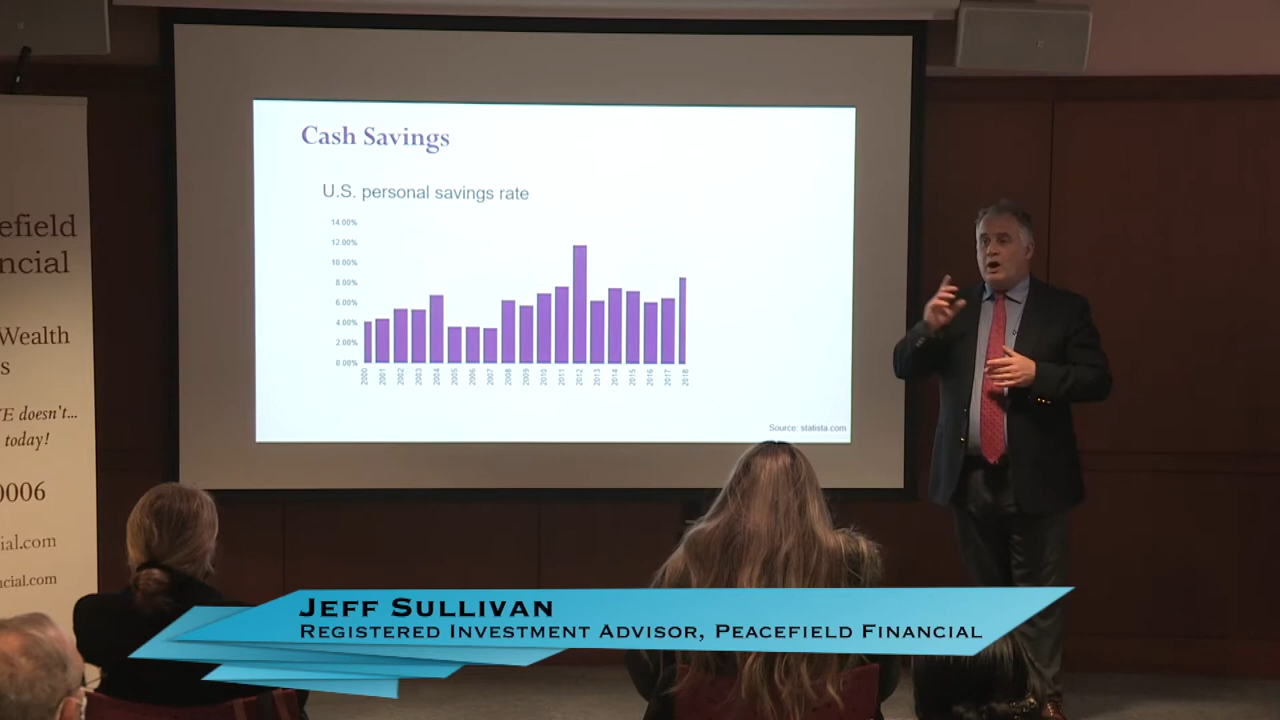 efield
ncial
Wealth
s
E doesn't...
today!
0006
ial.com
ncial.com
Cash Savings
U.S. personal savings rate
14.00%
12.00%
10.00%
8.00%
6.00%
4.00%
2.00%
0.00%
2000 2001 2002 2003 2004 2005 2006 2007 2008 2009 2010 2011 2012 2013 2014 2015 2016 2017 2018
Source: statista.com
JEFF SULLIVAN
REGISTERED INVESTMENT ADVISOR, PEACEFIELD FINANCIAL